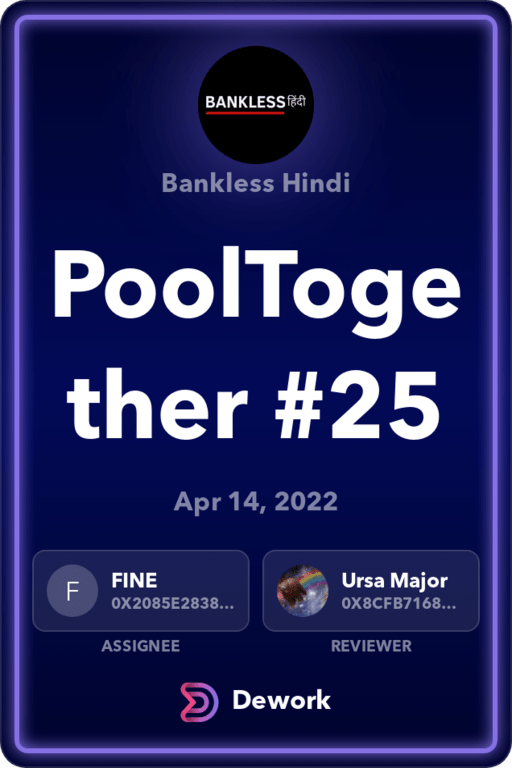 BANKLESS हिंदी
Bankless Hindi
PoolToge
ther #25
Apr 14, 2022
F
FINE
0X2085E2838...
Ursa Major
0X8CFB7168...
ASSIGNEE
REVIEWER
Dework